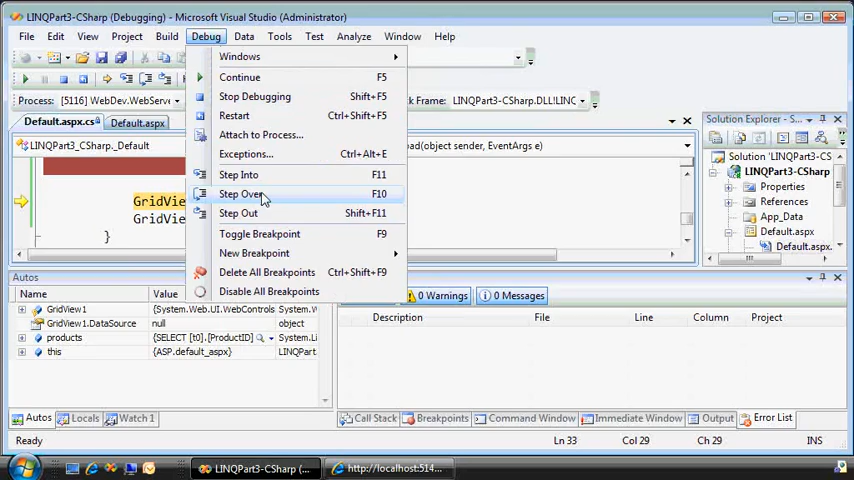 LINQPart3-CSharp (Debugging) - Microsoft Visual Studio (Administrator)
File Edit View Project Build Debug Data Tools Test Analyze Window Help
Process: [5116] WebDev.WebServe
Frame: LINQPart3-CSharp.DLL!LINC
Default.aspx.cs Default.aspx
LINQPart3-CSharp._Default
oad(object sender, EventArgs e)
GridVie
GridVie
}
Windows
Continue F5
Stop Debugging Shift+F5
Restart Ctrl+Shift+F5
Attach to Process...
Exceptions... Ctrl+Alt+E
Step Into F11
Step Over F10
Step Out Shift+F11
Toggle Breakpoint F9
New Breakpoint
Delete All Breakpoints Ctrl+Shift+F9
Disable All Breakpoints
Solution Explorer - LINQPart3-C
Solution 'LINQPart3-CS
LINQPart3-CSharp
Properties
References
App_Data
Default.aspx
Default.aspx.
Autos
Name Value
GridView1 {System.Web.UI.WebControls System.
GridView1.DataSource null object
products {SELECT [t0].[ProductID] System.Li
this {ASP.default_aspx} LINQPart
0 Warnings 0 Messages
Description File Line Column Project
Autos Locals Watch 1
Call Stack Breakpoints Command Window Immediate Window Output Error List
Ready Ln 33 Col 29 Ch 29 INS
LINQPart3-CSharp (... http://localhost:514...